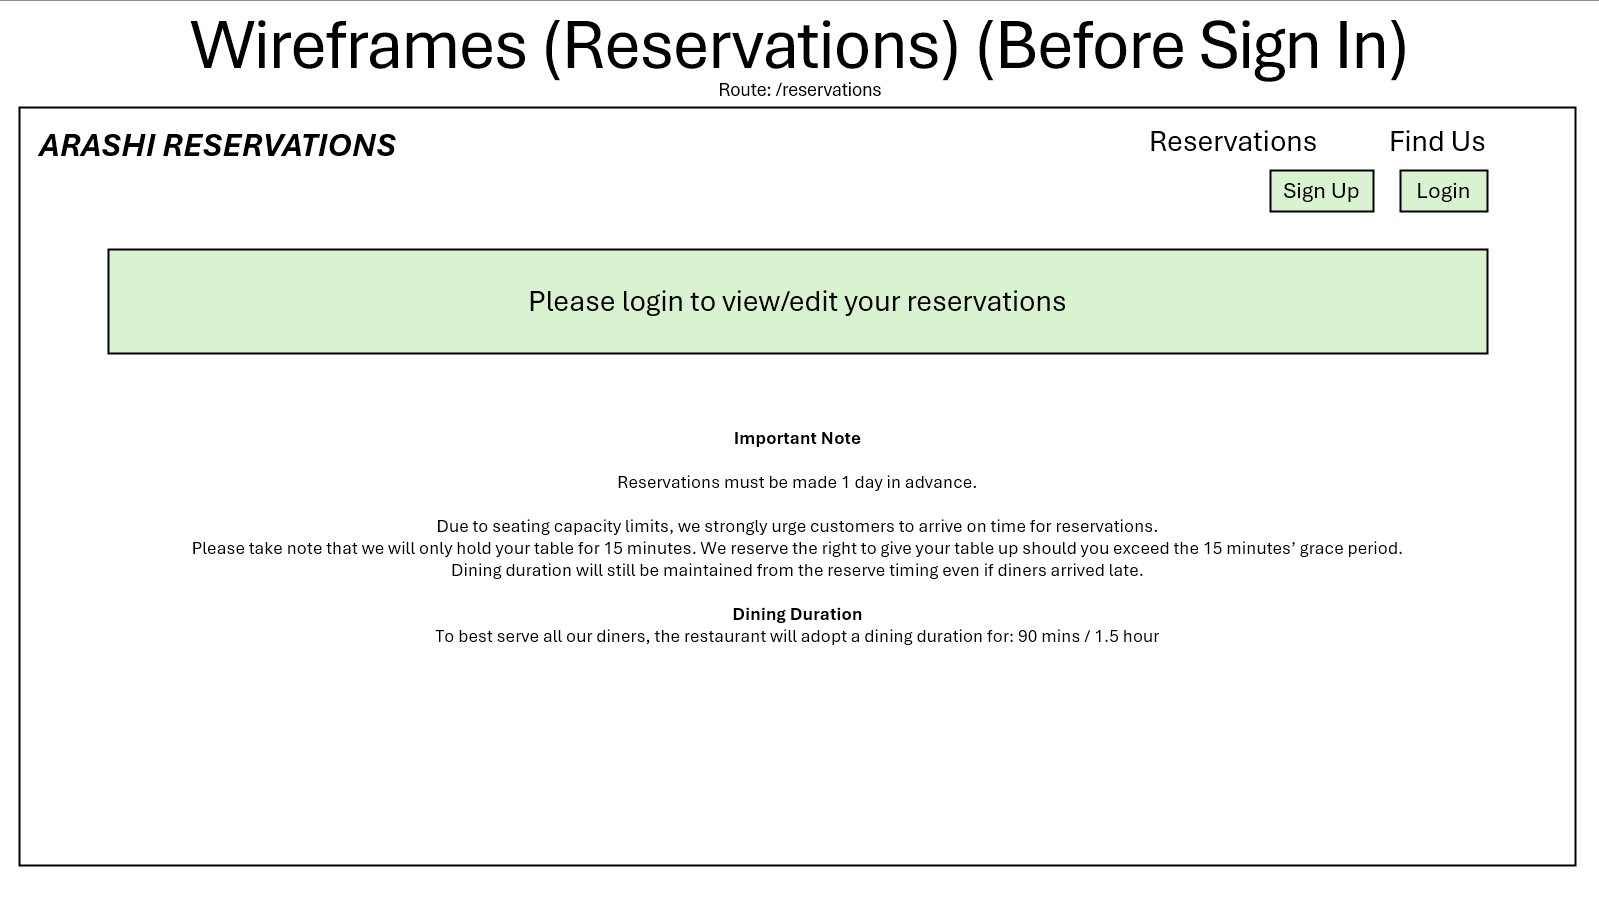 Wireframes (Reservations) (Before Sign In)
Route: /reservations
ARASHI RESERVATIONS
Reservations
Find Us
Sign Up
Login
Please login to view/edit your reservations
Important Note
Reservations must be made 1 day in advance.
Due to seating capacity limits, we strongly urge customers to arrive on time for reservations.
Please take note that we will only hold your table for 15 minutes. We reserve the right to give your table up should you exceed the 15 minutes’ grace period.
Dining duration will still be maintained from the reserve timing even if diners arrived late.
Dining Duration
To best serve all our diners, the restaurant will adopt a dining duration for: 90 mins / 1.5 hour